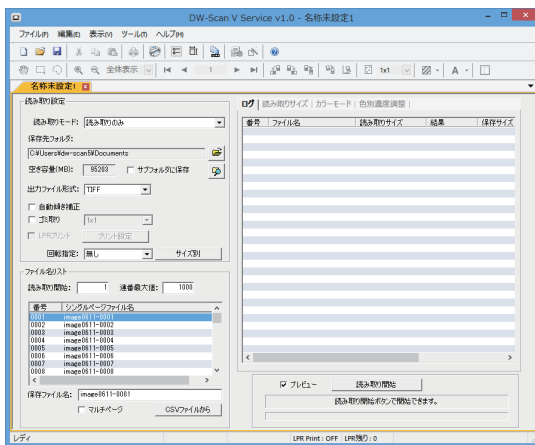 DW-Scan V Service v1.0 - 名称未設定1
ファイル(F) 編集(E) 表示(V) ツール(T) ヘルプ(H)
全体表示 1 1x1 A
名称未設定1
読み取り設定
読み取りモード: 読み取りのみ
保存先フォルダ:
C:¥Users¥dw-scan5¥Documents
空き容量(MB): 95203 サブフォルダに保存
出力ファイル形式: TIFF
自動傾き補正
ゴミ取り 1x1
LPRプリント プリント設定
回転指定: 無し サイズ別
ファイル名リスト
読み取り開始: 1 連番最大値: 1000
番号 シングルページファイル名
0001 image0611-0001
0002 image0611-0002
0003 image0611-0003
0004 image0611-0004
0005 image0611-0005
0006 image0611-0006
0007 image0611-0007
0008 image0611-0008
保存ファイル名: image0611-0001
マルチページ CSVファイルから
ログ 読み取りサイズ カラーモード 色別濃度調整
番号 ファイル名 読み取りサイズ 結果 保存サイズ
プレビュー 読み取り開始
読み取り開始ボタンで開始できます。
レディ LPR Print : OFF LPR残り : 0